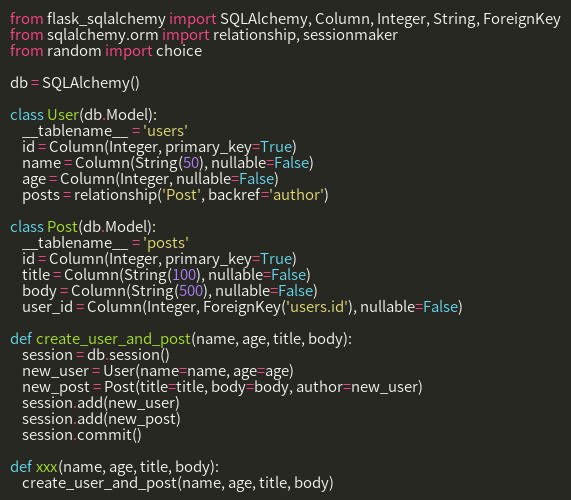 from flask_sqlalchemy import SQLAlchemy, Column, Integer, String, ForeignKey
from sqlalchemy.orm import relationship, sessionmaker
from random import choice

db = SQLAlchemy()

class User(db.Model):
    __tablename__ = 'users'
    id = Column(Integer, primary_key=True)
    name = Column(String(50), nullable=False)
    age = Column(Integer, nullable=False)
    posts = relationship('Post', backref='author')

class Post(db.Model):
    __tablename__ = 'posts'
    id = Column(Integer, primary_key=True)
    title = Column(String(100), nullable=False)
    body = Column(String(500), nullable=False)
    user_id = Column(Integer, ForeignKey('users.id'), nullable=False)

def create_user_and_post(name, age, title, body):
    session = db.session()
    new_user = User(name=name, age=age)
    new_post = Post(title=title, body=body, author=new_user)
    session.add(new_user)
    session.add(new_post)
    session.commit()

def xxx(name, age, title, body):
    create_user_and_post(name, age, title, body)